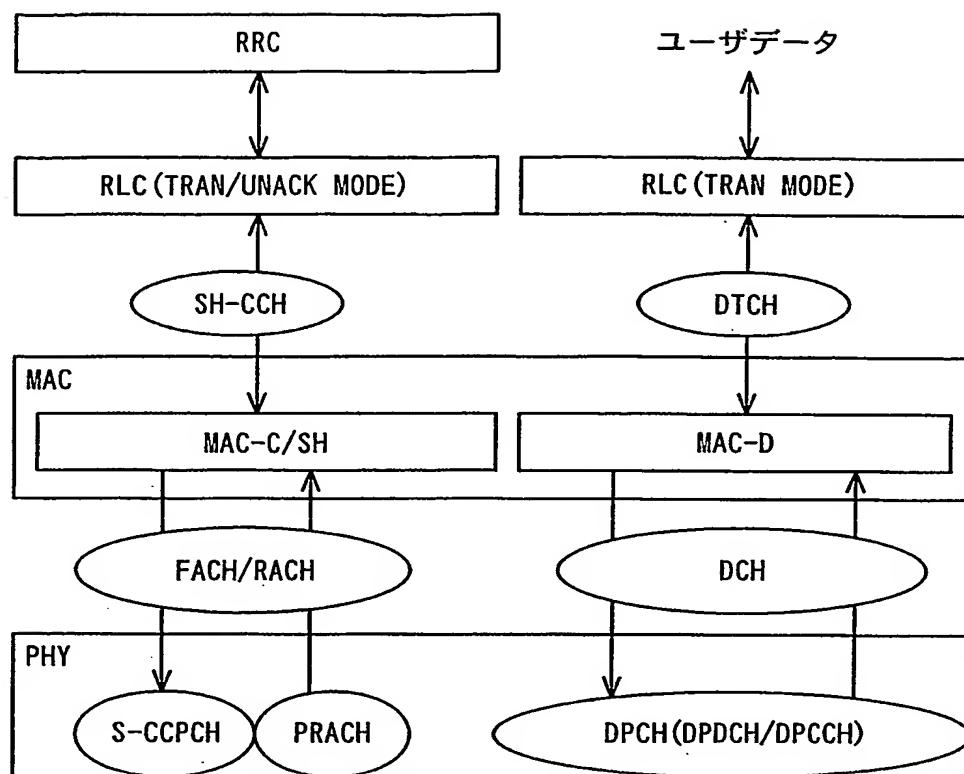 RRC
ユーザデータ
RLC(TRAN/UNACK MODE)
RLC(TRAN MODE)
SH-CCH
DTCH
MAC
MAC-C/SH
MAC-D
FACH/RACH
DCH
PHY
S-CCPCH
PRACH
DPCH(DPDCH/DPCCH)